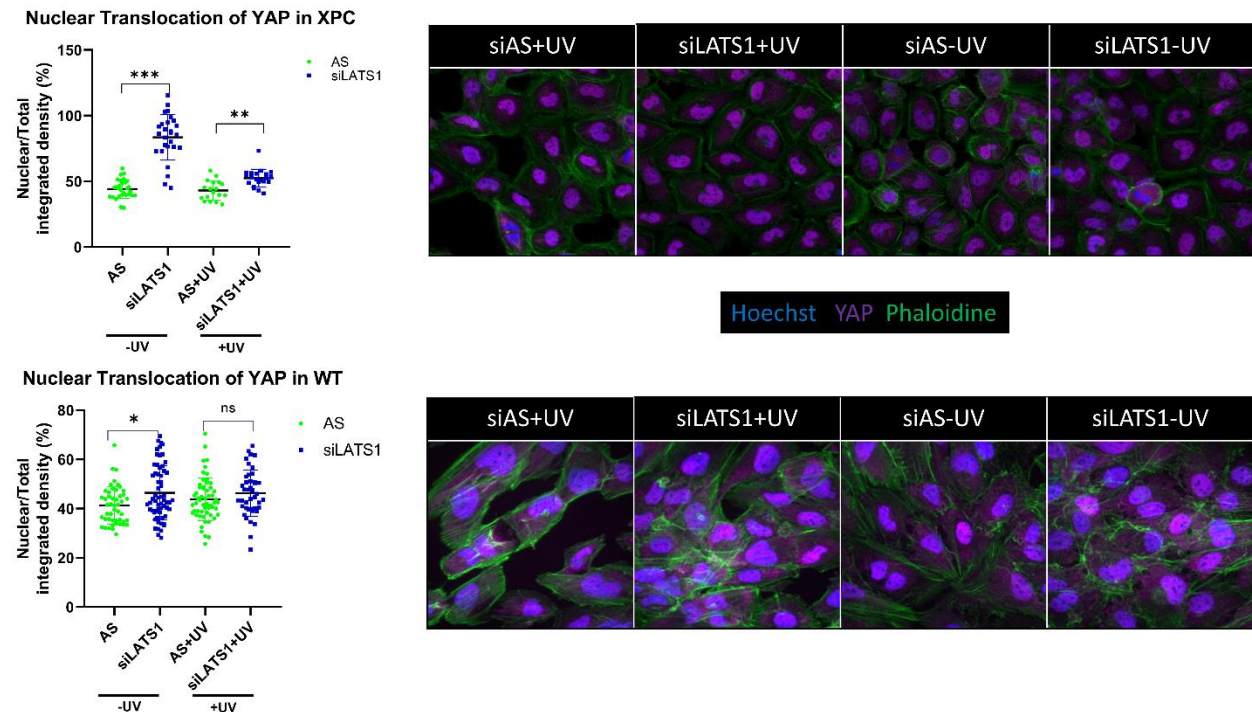 Nuclear Translocation of YAP in XPC
Nuclear/Total
integrated density (%)
150
100
50
0
***
**
AS
siLATS1
AS
siLATS1
AS+UV
siLATS1+UV
-UV
+UV
siAS+UV
siLATS1+UV
siAS-UV
siLATS1-UV
Hoechst YAP Phaloidine
Nuclear Translocation of YAP in WT
Nuclear/Total
integrated density (%)
80
60
40
20
0
*
ns
AS
siLATS1
AS
siLATS1
AS+UV
siLATS1+UV
-UV
+UV
siAS+UV
siLATS1+UV
siAS-UV
siLATS1-UV